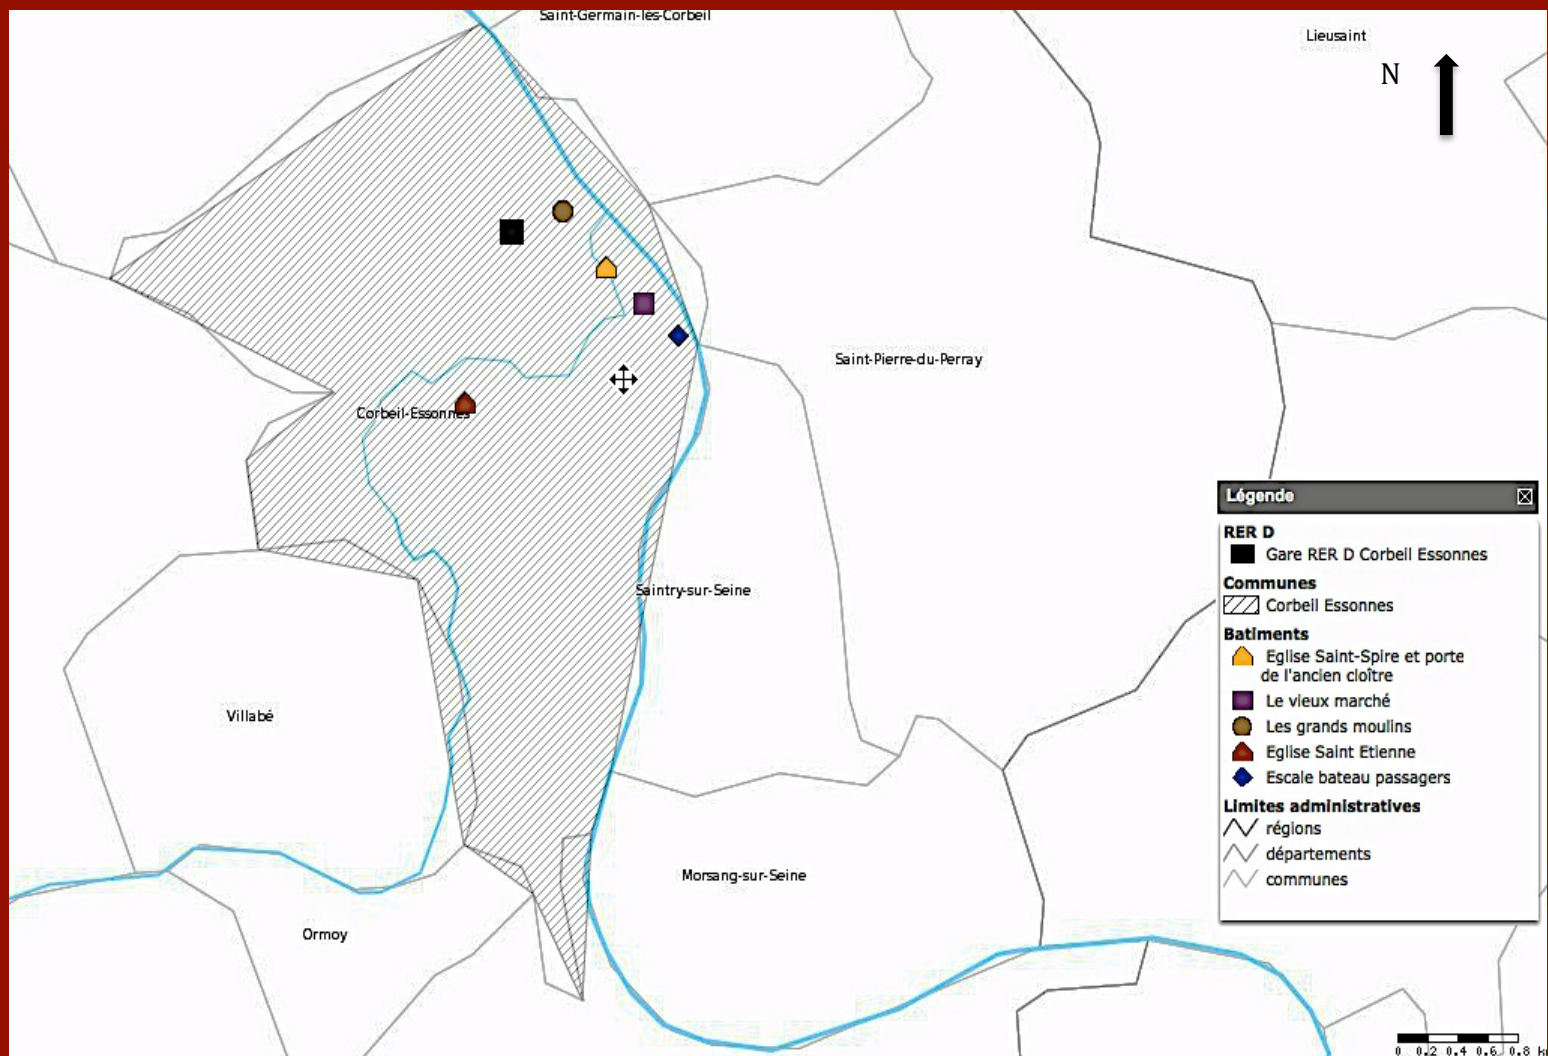 Saint-Germain-lès-Corbeil
Lieusaint
N
Saint-Pierre-du-Perray
Corbeil-Essonnes
Légende
RER D
Gare RER D Corbeil Essonnes
Communes
Corbeil Essonnes
Batiments
Eglise Saint-Spire et porte
de l'ancien cloître
Le vieux marché
Les grands moulins
Eglise Saint Etienne
Escale bateau passagers
Limites administratives
régions
départements
communes
Saintry-sur-Seine
Villabé
Morsang-sur-Seine
Ormoy
0 0.2 0.4 0.6 0.8